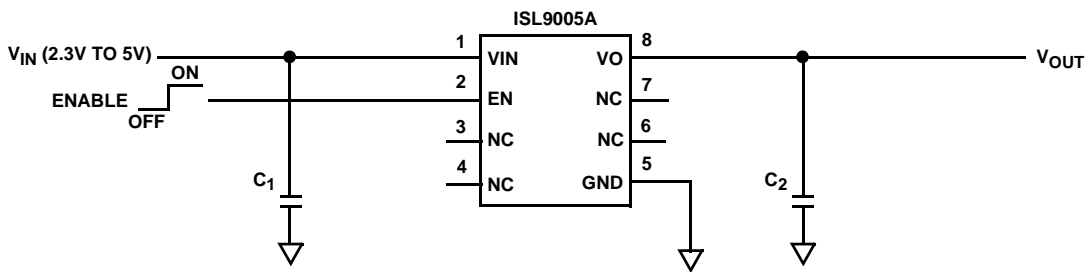 ISL9005A
VIN (2.3V TO 5V)
1
VIN
VO
8
VOUT
ENABLE
ON
OFF
2
EN
NC
7
3
NC
NC
6
4
NC
GND
5
C1
C2